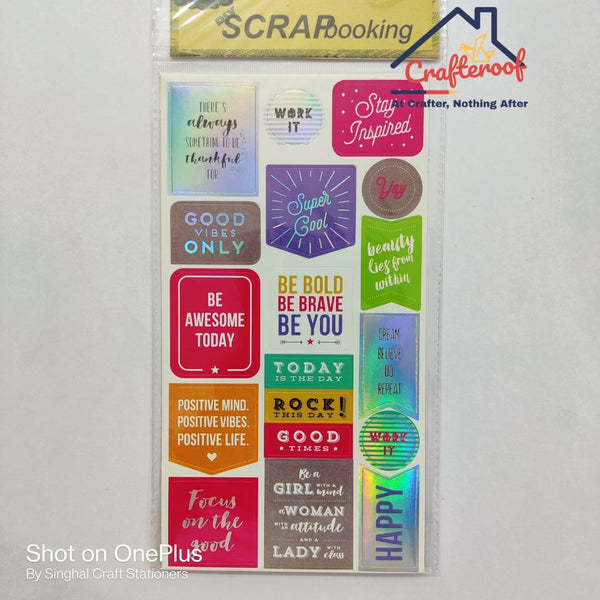 SCRAPbooking
Crafteroof
At Crafter, Nothing After
THERE'S
always
SOMETHING TO BE
thankful
FOR
WORK
IT
Stay
Inspired
Super
Cool
Yay
GOOD
VIBES
ONLY
beauty
lies from
within
BE
AWESOME
TODAY
BE BOLD
BE BRAVE
BE YOU
DREAM
BELIEVE
DO
REPEAT
TODAY
IS THE DAY
POSITIVE MIND.
POSITIVE VIBES.
POSITIVE LIFE.
ROCK!
THIS DAY
GOOD
TIMES
WORK
IT
Focus
on the
good
Be a
GIRL WITH a mind
a WOMAN
WITH an attitude
AND a
LADY WITH class
HAPPY
Shot on OnePlus
By Singhal Craft Stationers